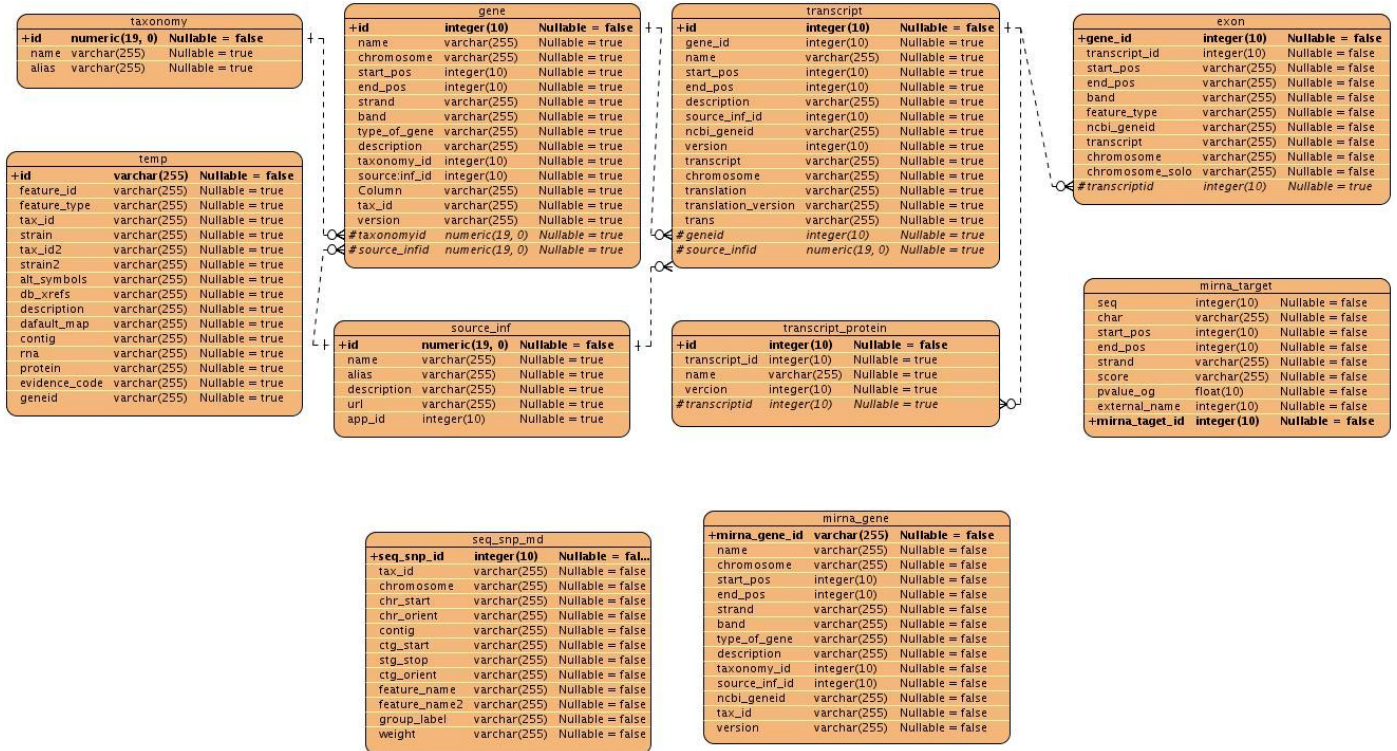 taxonomy
+id numeric(19, 0) Nullable = false
name varchar(255) Nullable = true
alias varchar(255) Nullable = true
gene
+id integer(10) Nullable = false
name varchar(255) Nullable = true
chromosome varchar(255) Nullable = true
start_pos integer(10) Nullable = true
end_pos integer(10) Nullable = true
strand varchar(255) Nullable = true
band varchar(255) Nullable = true
type_of_gene varchar(255) Nullable = true
description varchar(255) Nullable = true
taxonomy_id integer(10) Nullable = true
source:inf_id integer(10) Nullable = true
Column varchar(255) Nullable = true
tax_id varchar(255) Nullable = true
version varchar(255) Nullable = true
#taxonomyid numeric(19, 0) Nullable = true
#source_infid numeric(19, 0) Nullable = true
transcript
+id integer(10) Nullable = false
gene_id integer(10) Nullable = true
name varchar(255) Nullable = true
start_pos integer(10) Nullable = true
end_pos integer(10) Nullable = true
description varchar(255) Nullable = true
source_inf_id integer(10) Nullable = true
ncbi_geneid varchar(255) Nullable = true
version integer(10) Nullable = true
transcript varchar(255) Nullable = true
chromosome varchar(255) Nullable = true
translation varchar(255) Nullable = true
translation_version varchar(255) Nullable = true
trans varchar(255) Nullable = true
#geneid integer(10) Nullable = true
#source_infid numeric(19, 0) Nullable = true
exon
+gene_id integer(10) Nullable = false
transcript_id integer(10) Nullable = false
start_pos varchar(255) Nullable = false
end_pos varchar(255) Nullable = false
band varchar(255) Nullable = false
feature_type varchar(255) Nullable = false
ncbi_geneid varchar(255) Nullable = false
transcript varchar(255) Nullable = false
chromosome varchar(255) Nullable = false
chromosome_solo varchar(255) Nullable = false
#transcriptid integer(10) Nullable = true
temp
+id varchar(255) Nullable = false
feature_id varchar(255) Nullable = true
feature_type varchar(255) Nullable = true
tax_id varchar(255) Nullable = true
strain varchar(255) Nullable = true
tax_id2 varchar(255) Nullable = true
strain2 varchar(255) Nullable = true
alt_symbols varchar(255) Nullable = true
db_xrefs varchar(255) Nullable = true
description varchar(255) Nullable = true
dafault_map varchar(255) Nullable = true
contig varchar(255) Nullable = true
rna varchar(255) Nullable = true
protein varchar(255) Nullable = true
evidence_code varchar(255) Nullable = true
geneid varchar(255) Nullable = true
source_inf
+id numeric(19, 0) Nullable = false
name varchar(255) Nullable = true
alias varchar(255) Nullable = true
description varchar(255) Nullable = true
url varchar(255) Nullable = true
app_id integer(10) Nullable = true
transcript_protein
+id integer(10) Nullable = false
transcript_id integer(10) Nullable = true
name varchar(255) Nullable = true
vercion integer(10) Nullable = true
#transcriptid integer(10) Nullable = true
mirna_target
seq integer(10) Nullable = false
char varchar(255) Nullable = false
start_pos integer(10) Nullable = false
end_pos integer(10) Nullable = false
strand varchar(255) Nullable = false
score varchar(255) Nullable = false
pvalue_og float(10) Nullable = false
external_name integer(10) Nullable = false
+mirna_taget_id integer(10) Nullable = false
seq_snp_md
+seq_snp_id integer(10) Nullable = fal...
tax_id varchar(255) Nullable = false
chromosome varchar(255) Nullable = false
chr_start varchar(255) Nullable = false
chr_orient varchar(255) Nullable = false
contig varchar(255) Nullable = false
ctg_start varchar(255) Nullable = false
stg_stop varchar(255) Nullable = false
ctg_orient varchar(255) Nullable = false
feature_name varchar(255) Nullable = false
feature_name2 varchar(255) Nullable = false
group_label varchar(255) Nullable = false
weight varchar(255) Nullable = false
mirna_gene
+mirna_gene_id varchar(255) Nullable = false
name varchar(255) Nullable = false
chromosome varchar(255) Nullable = false
start_pos integer(10) Nullable = false
end_pos integer(10) Nullable = false
strand varchar(255) Nullable = false
band varchar(255) Nullable = false
type_of_gene varchar(255) Nullable = false
description varchar(255) Nullable = false
taxonomy_id integer(10) Nullable = false
source_inf_id integer(10) Nullable = false
ncbi_geneid varchar(255) Nullable = false
tax_id varchar(255) Nullable = false
version varchar(255) Nullable = false